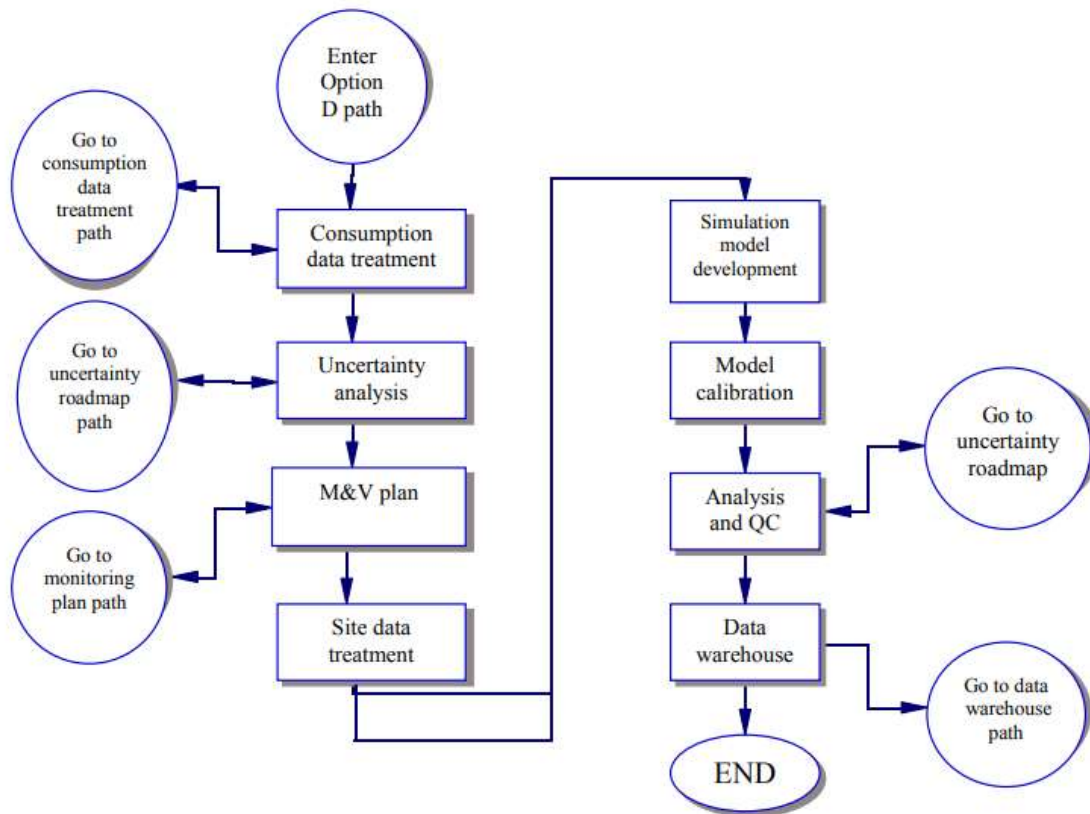 Enter
Option
D path
Go to
consumption
data
treatment
path
Consumption
data treatment
Go to
uncertainty
roadmap
path
Uncertainty
analysis
M&V plan
Go to
monitoring
plan path
Site data
treatment
Simulation
model
development
Model
calibration
Go to
uncertainty
roadmap
Analysis
and QC
Data
warehouse
Go to data
warehouse
path
END